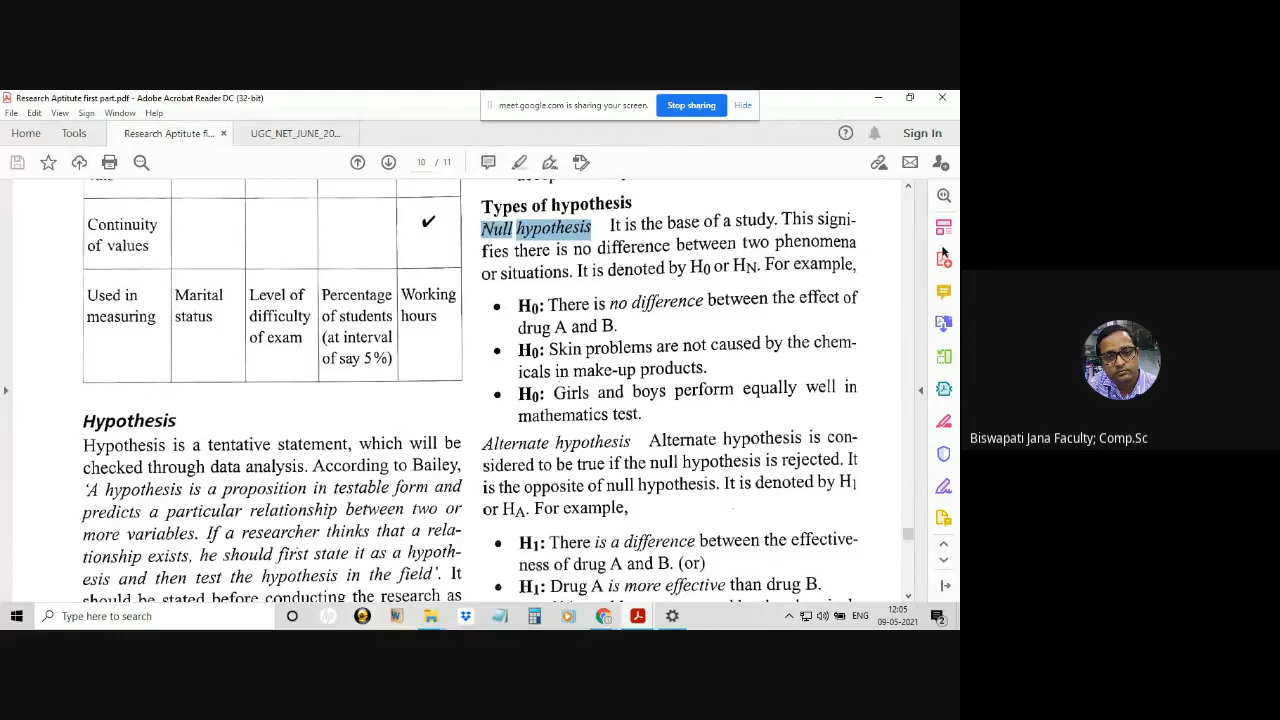 Research Aptitute first part.pdf - Adobe Acrobat Reader DC (32-bit)
meet.google.com is sharing your screen.
Stop sharing
Hide
File Edit View Sign Window Help
Home Tools Research Aptitute fi... × UGC_NET_JUNE_20... Sign In
10 / 11
Continuity
of values
✓
Used in
measuring
Marital
status
Level of
difficulty
of exam
Percentage
of students
(at interval
of say 5%)
Working
hours
Hypothesis
Hypothesis is a tentative statement, which will be
checked through data analysis. According to Bailey,
‘A hypothesis is a proposition in testable form and
predicts a particular relationship between two or
more variables. If a researcher thinks that a rela-
tionship exists, he should first state it as a hypoth-
esis and then test the hypothesis in the field’. It
should be stated before conducting the research as
Types of hypothesis
Null hypothesis It is the base of a study. This signi-
fies there is no difference between two phenomena
or situations. It is denoted by H0 or HN. For example,
• H0: There is no difference between the effect of
drug A and B.
• H0: Skin problems are not caused by the chem-
icals in make-up products.
• H0: Girls and boys perform equally well in
mathematics test.
Alternate hypothesis Alternate hypothesis is con-
sidered to be true if the null hypothesis is rejected. It
is the opposite of null hypothesis. It is denoted by H1
or HA. For example,
• H1: There is a difference between the effective-
ness of drug A and B. (or)
• H1: Drug A is more effective than drug B.
Biswapati Jana Faculty; Comp.Sc
Type here to search
ENG
12:05
09-05-2021
2